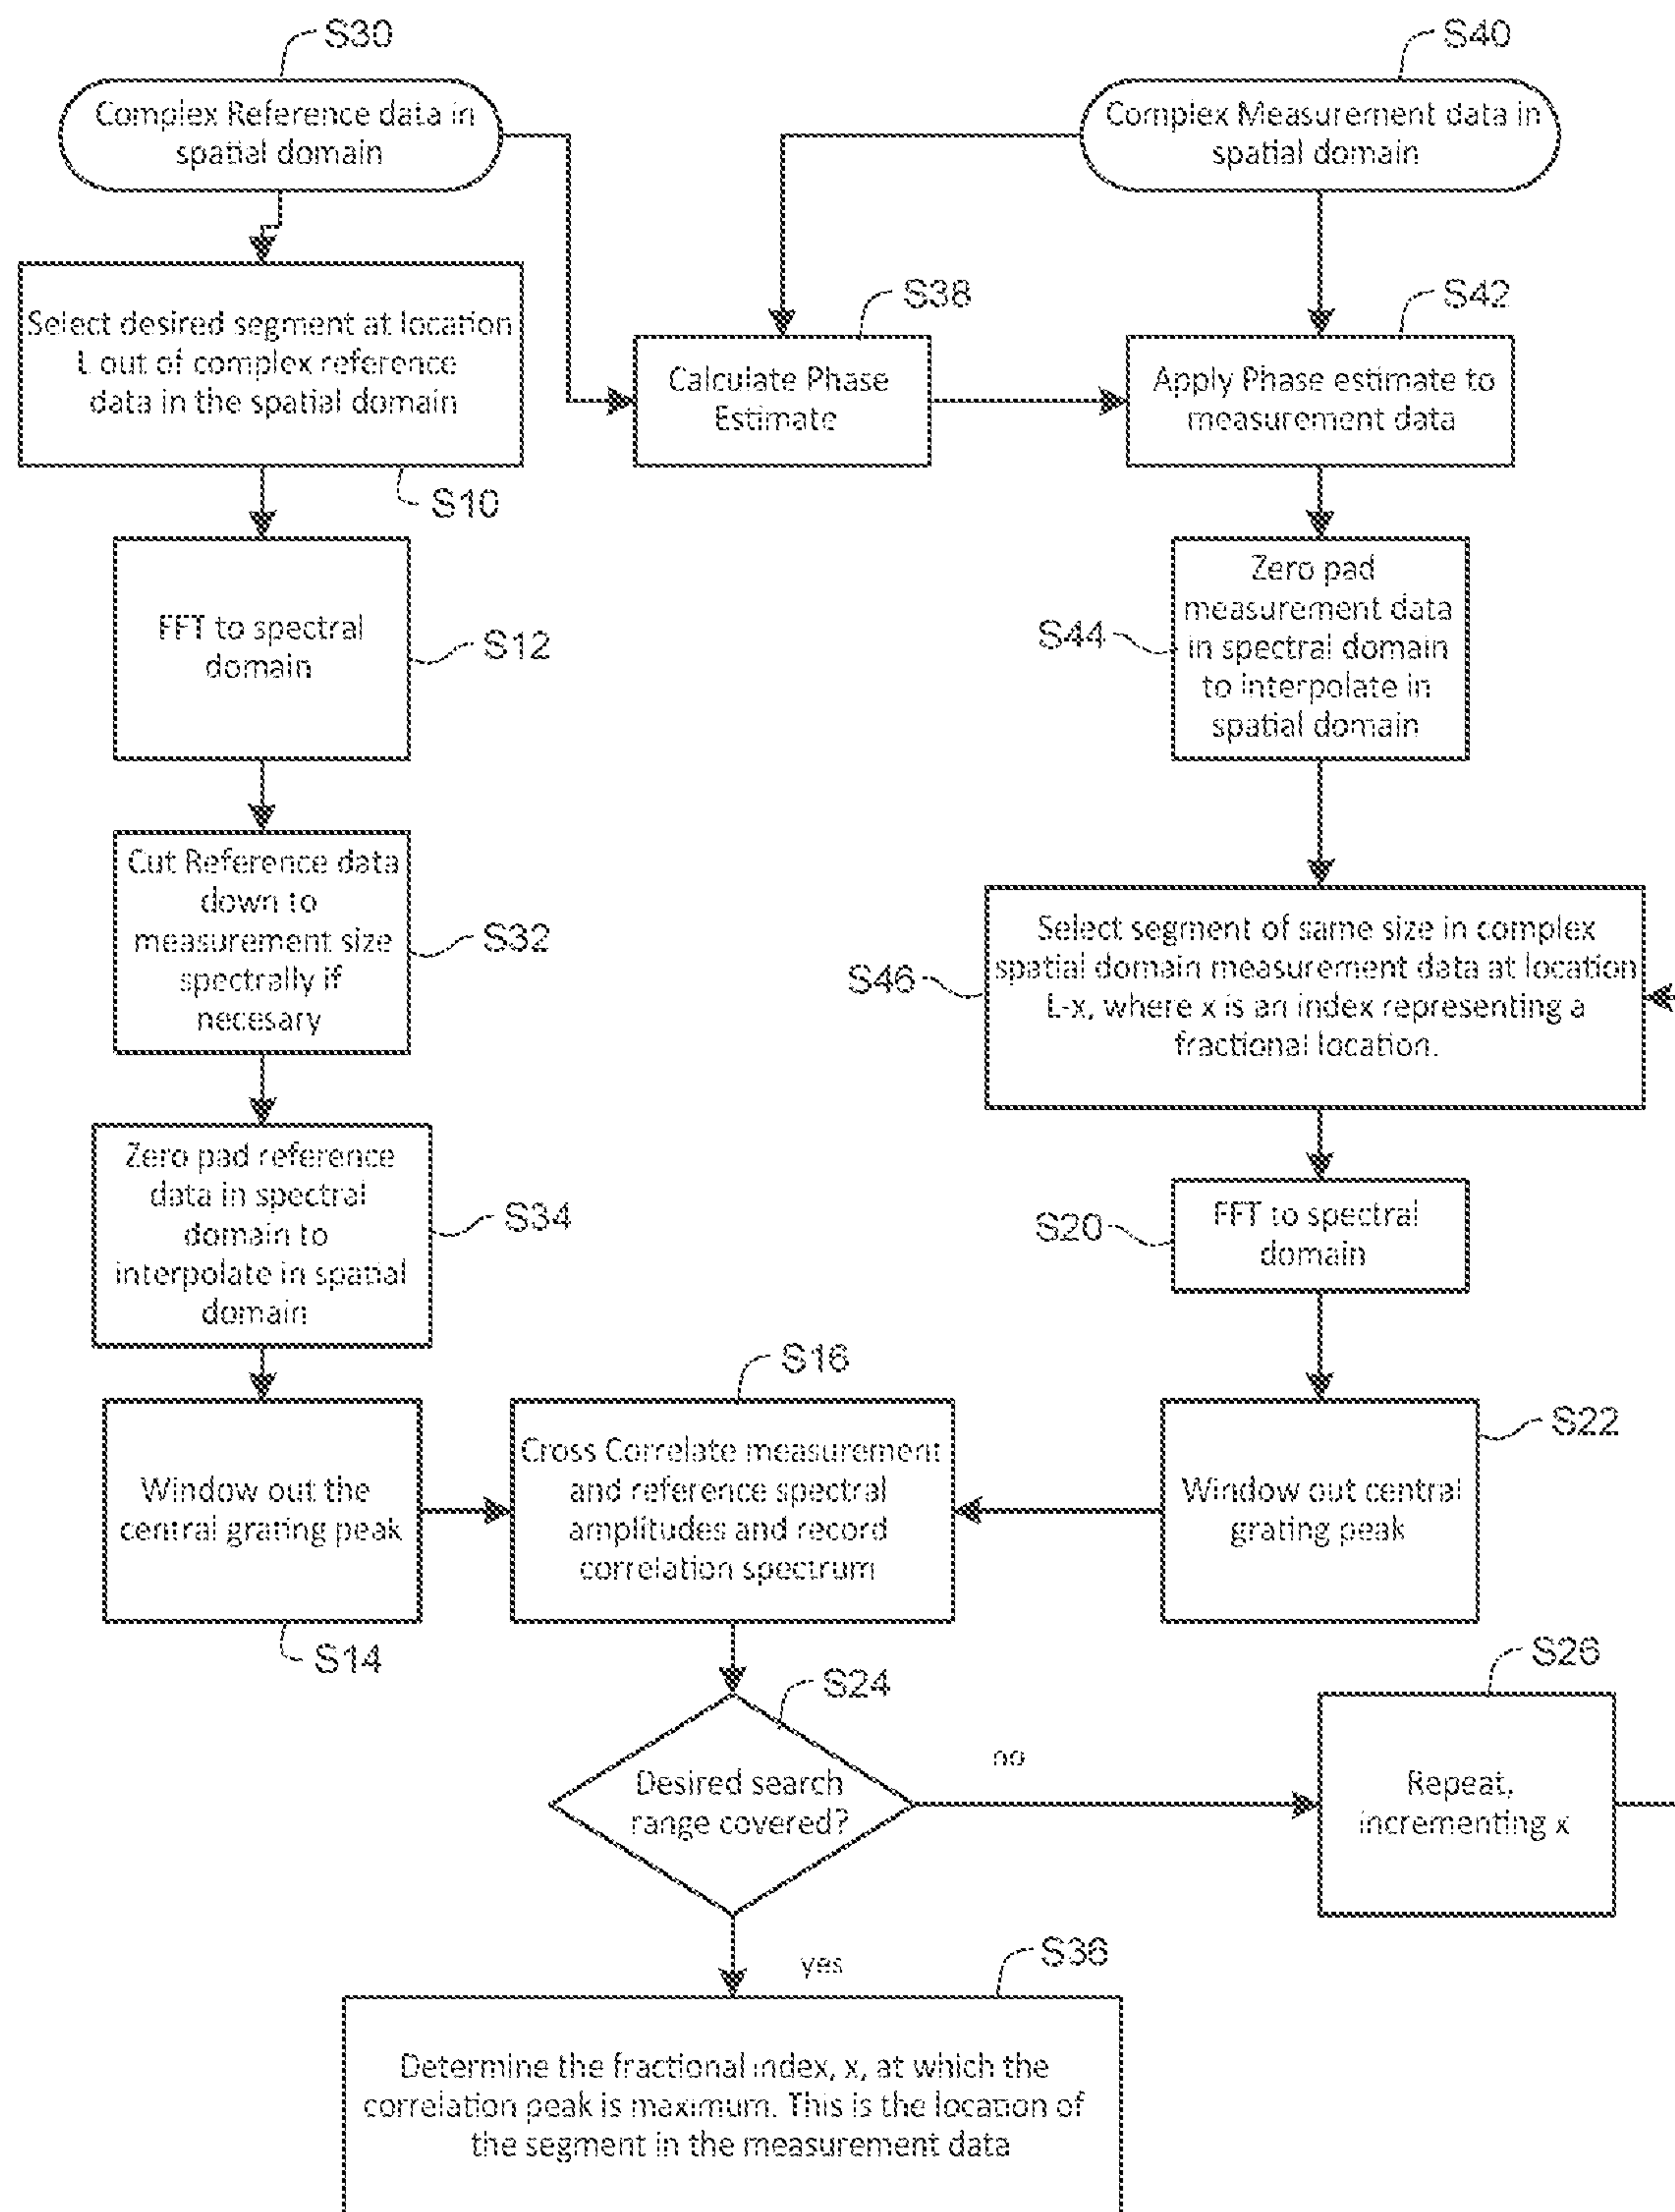 S30
Complex Reference data in
spatial domain
S40
Complex Measurement data in
spatial domain
Select desired segment at location
L out of complex reference
data in the spatial domain
S10
S38
Calculate Phase
Estimate
S42
Apply Phase estimate to
measurement data
FFT to spectral
domain
S12
Zero pad
measurement data
in spectral domain
to interpolate in
spatial domain
S44
Cut Reference data
down to
measurement size
spectrally if
necesary
S32
Select segment of same size in complex
spatial domain measurement data at location
L-x, where x is an index representing a
fractional location.
S46
Zero pad reference
data in spectral
domain to
interpolate in spatial
domain
S34
FFT to spectral
domain
S20
Window out the
central grating peak
S14
S16
Cross Correlate measurement
and reference spectral
amplitudes and record
correlation spectrum
Window out central
grating peak
S22
S24
Desired search
range covered?
no
S26
Repeat,
incrementing x
yes
S36
Determine the fractional index, x, at which the
correlation peak is maximum. This is the location of
the segment in the measurement data